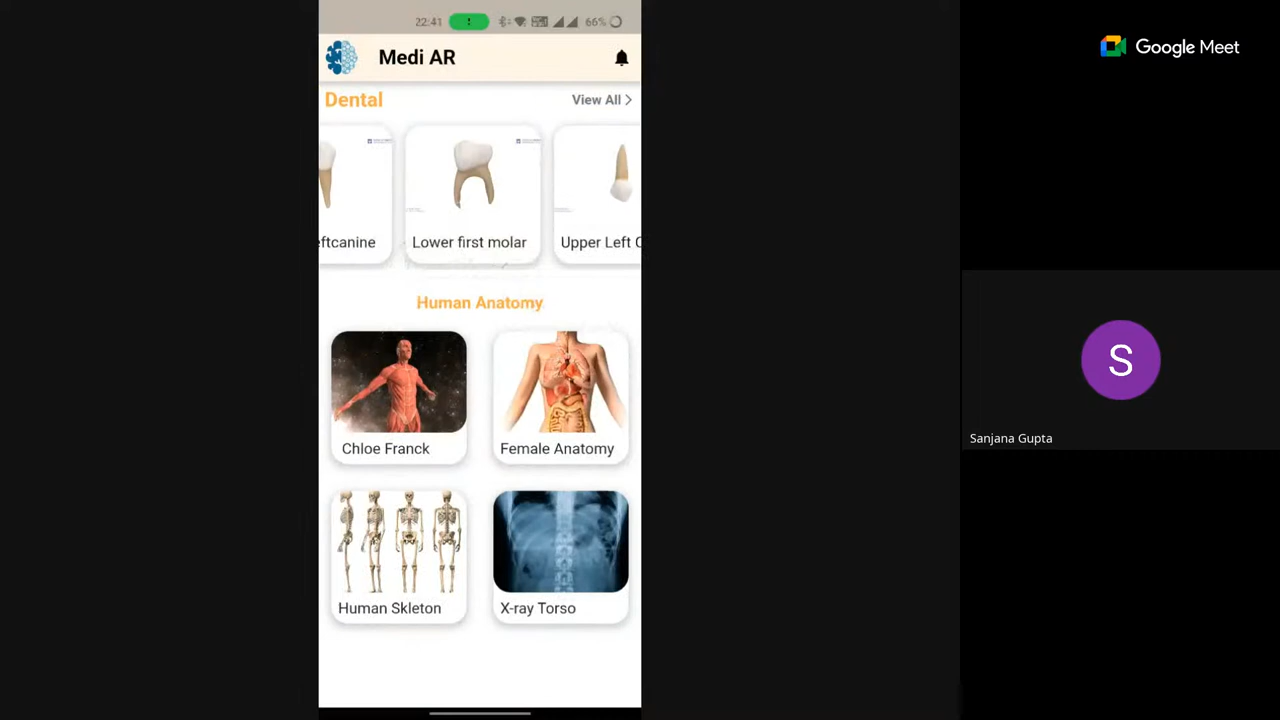 22:41
66%
Google Meet
Medi AR
Dental
View All
eftcanine
Lower first molar
Upper Left C
Human Anatomy
Chloe Franck
Female Anatomy
Human Skleton
X-ray Torso
S
Sanjana Gupta